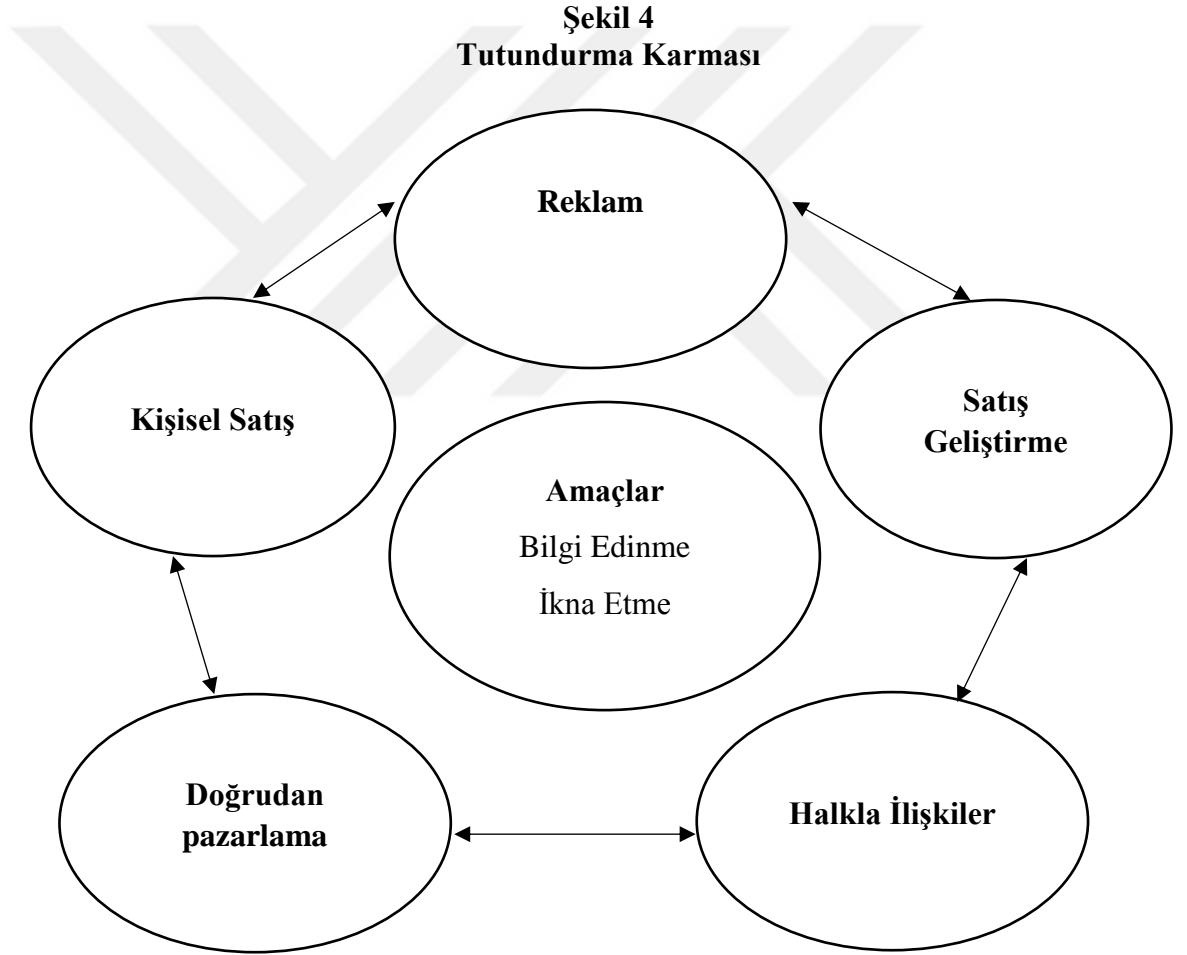 Şekil 4
Tutundurma Karması
Reklam
Kişisel Satış
Satış
Geliştirme
Amaçlar
Bilgi Edinme
İkna Etme
Doğrudan
pazarlama
Halkla İlişkiler